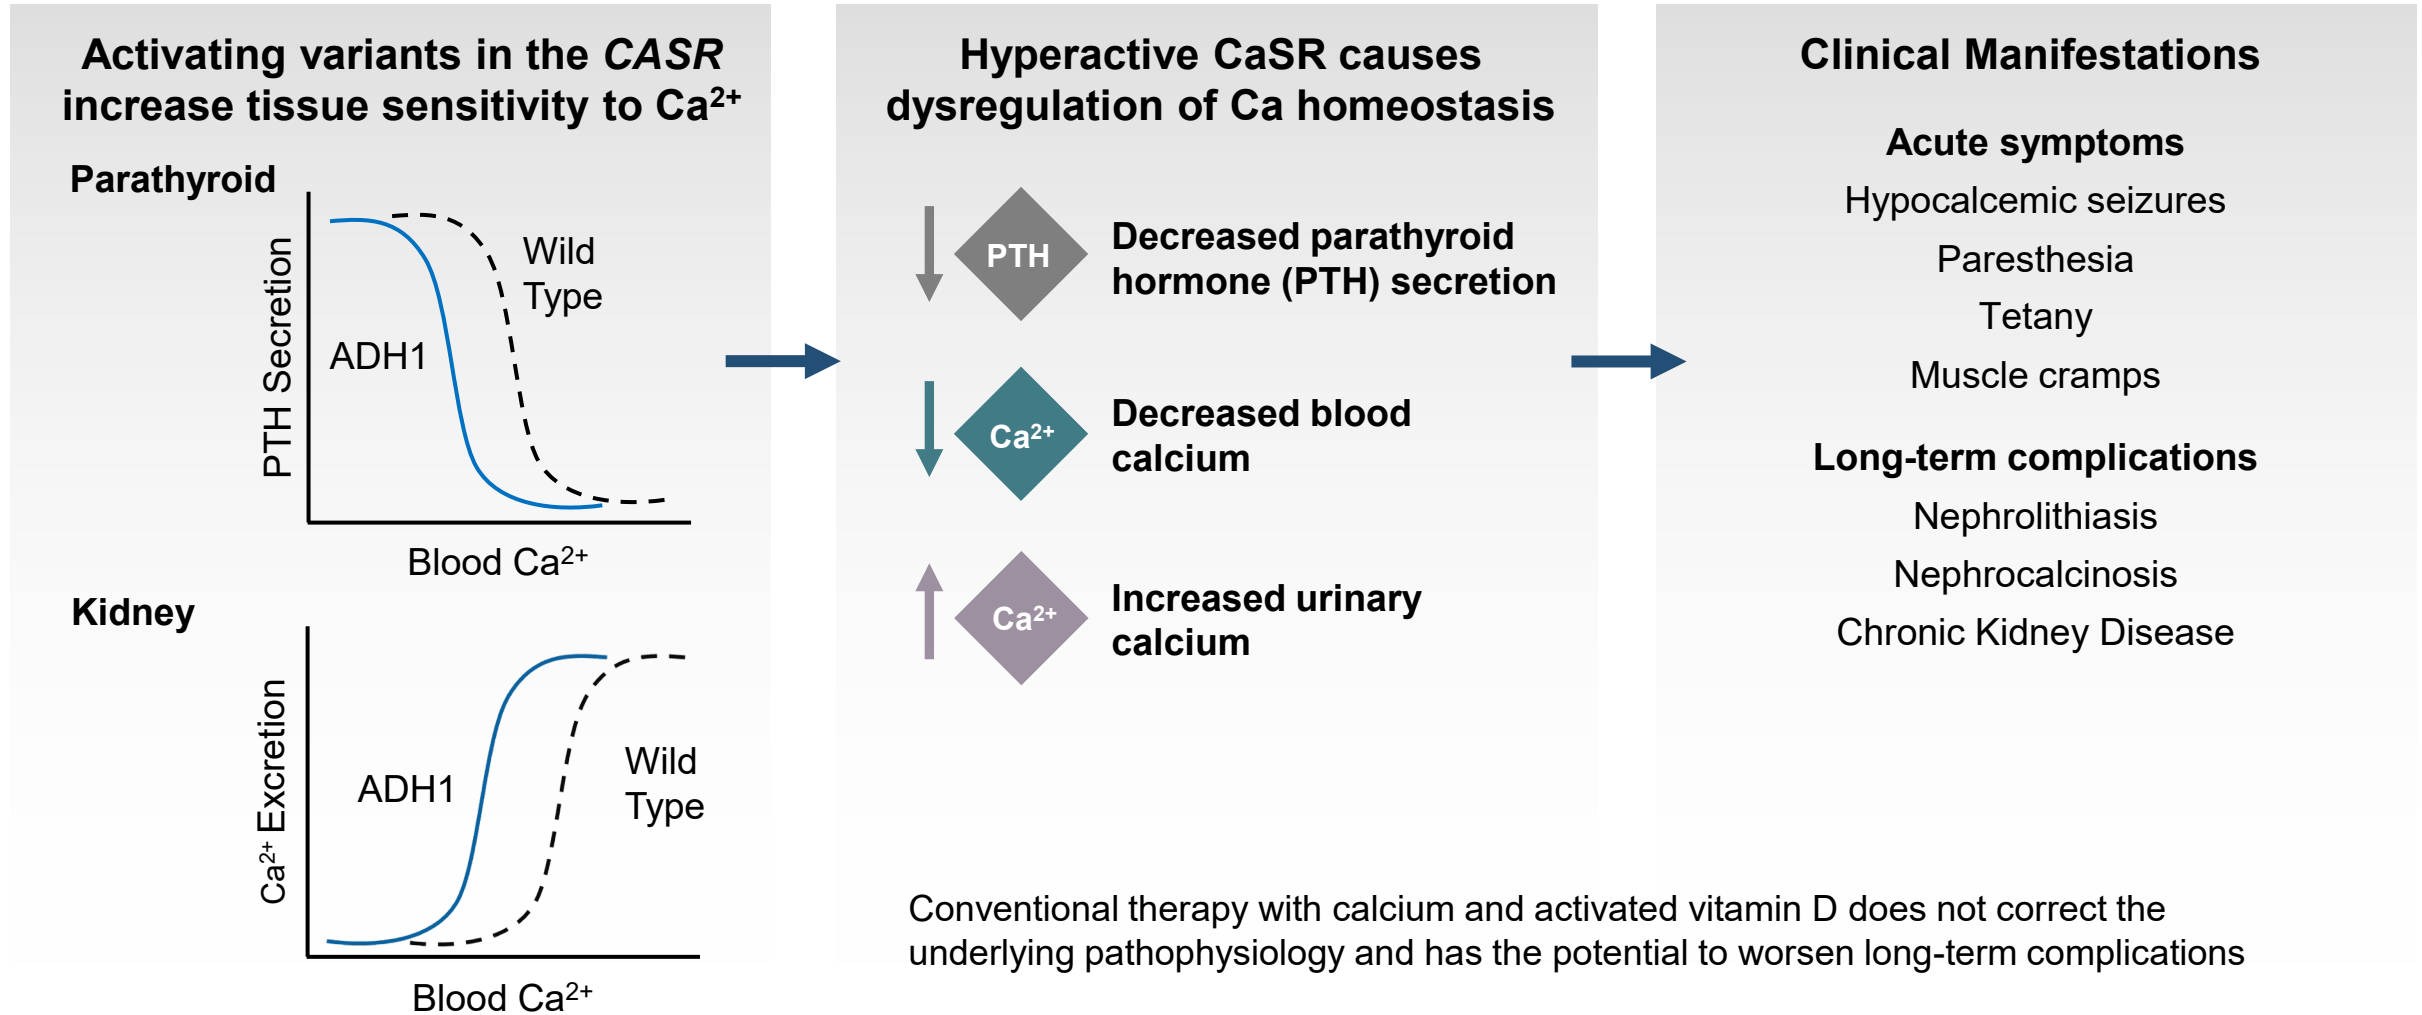 Activating variants in the CASR
increase tissue sensitivity to Ca²⁺
Parathyroid
PTH Secretion
ADH1
Wild
Type
Blood Ca²⁺
Kidney
Ca²⁺ Excretion
ADH1
Wild
Type
Blood Ca²⁺
Hyperactive CaSR causes
dysregulation of Ca homeostasis
PTH
Decreased parathyroid
hormone (PTH) secretion
Ca²⁺
Decreased blood
calcium
Ca²⁺
Increased urinary
calcium
Clinical Manifestations
Acute symptoms
Hypocalcemic seizures
Paresthesia
Tetany
Muscle cramps
Long-term complications
Nephrolithiasis
Nephrocalcinosis
Chronic Kidney Disease
Conventional therapy with calcium and activated vitamin D does not correct the
underlying pathophysiology and has the potential to worsen long-term complications